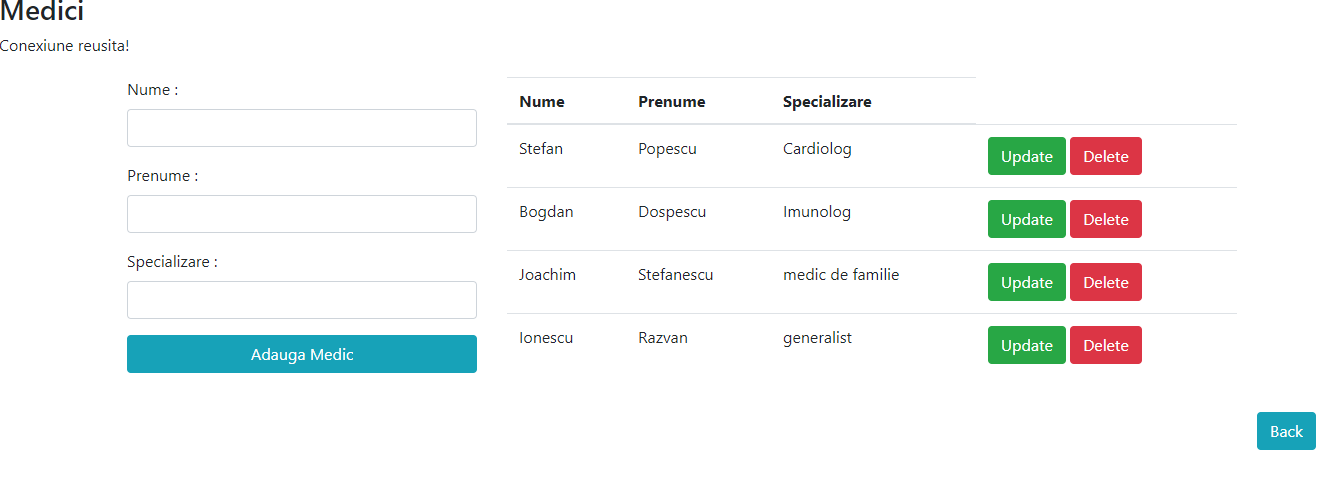 Medici
Conexiune reusita!
Nume :
Prenume :
Specializare :
Adauga Medic
Nume Prenume Specializare
Stefan Popescu Cardiolog Update Delete
Bogdan Dospescu Imunolog Update Delete
Joachim Stefanescu medic de familie Update Delete
Ionescu Razvan generalist Update Delete
Back